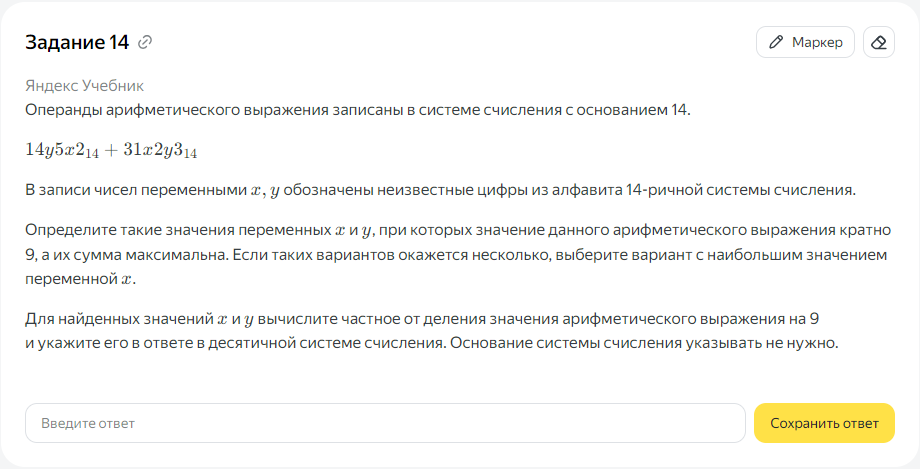 Задание 14
Маркер
Яндекс Учебник
Операнды арифметического выражения записаны в системе счисления с основанием 14.
14y5x2₁₄ + 31x2y3₁₄
В записи чисел переменными x, y обозначены неизвестные цифры из алфавита 14-ричной системы счисления.
Определите такие значения переменных x и y, при которых значение данного арифметического выражения кратно
9, а их сумма максимальна. Если таких вариантов окажется несколько, выберите вариант с наибольшим значением
переменной x.
Для найденных значений x и y вычислите частное от деления значения арифметического выражения на 9
и укажите его в ответе в десятичной системе счисления. Основание системы счисления указывать не нужно.
Введите ответ
Сохранить ответ